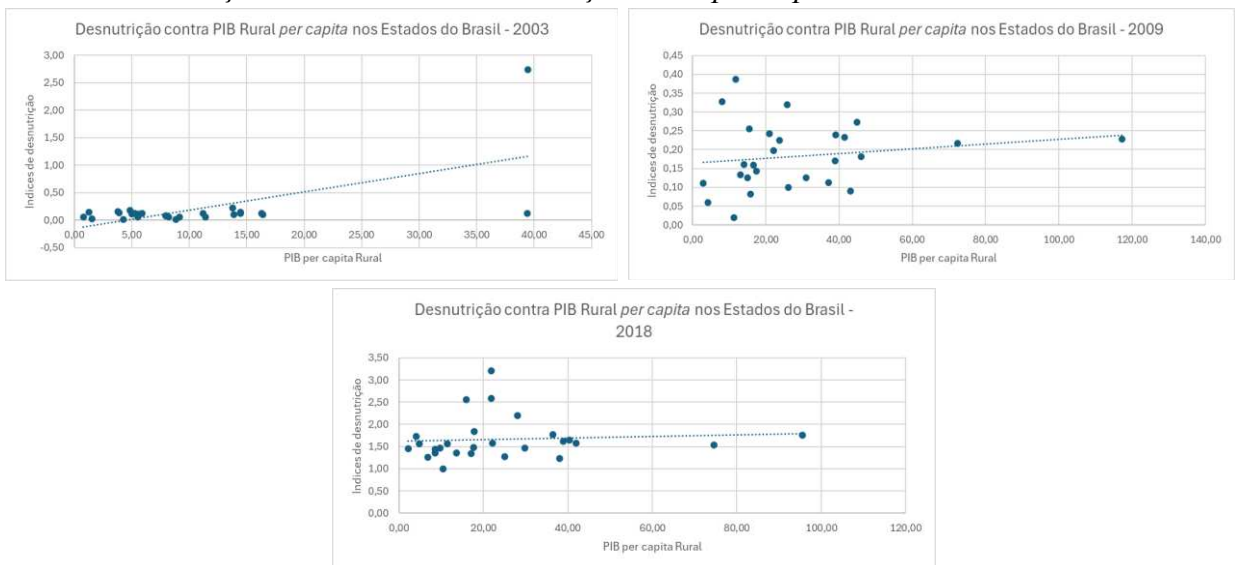 Desnutrição contra PIB Rural per capita nos Estados do Brasil - 2003
3,00
2,50
2,00
1,50
1,00
0,50
0,00
-0,50
0,00 5,00 10,00 15,00 20,00 25,00 30,00 35,00 40,00 45,00
Indices de desnutrição
PIB per capita Rural
Desnutrição contra PIB Rural per capita nos Estados do Brasil - 2009
0,45
0,40
0,35
0,30
0,25
0,20
0,15
0,10
0,05
0,00
0,00 20,00 40,00 60,00 80,00 100,00 120,00 140,00
Indices de desnutrição
PIB per capita Rural
Desnutrição contra PIB Rural per capita nos Estados do Brasil -
2018
3,50
3,00
2,50
2,00
1,50
1,00
0,50
0,00
0,00 20,00 40,00 60,00 80,00 100,00 120,00
Indices de desnutrição
PIB per capita Rural